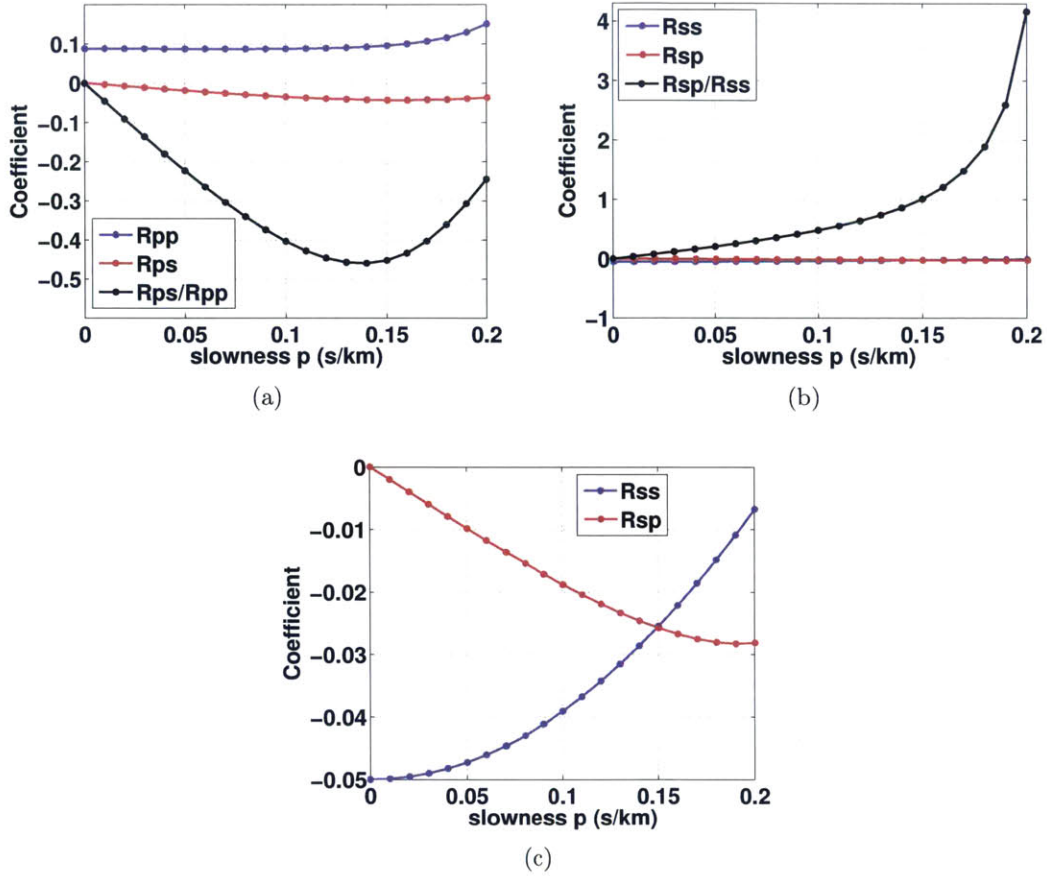 0.1
0
−0.1
−0.2
−0.3
−0.4
−0.5
Coefficient
Rpp
Rps
Rps/Rpp
0 0.05 0.1 0.15 0.2
slowness p (s/km)
(a)
4
3
2
1
0
−1
Coefficient
Rss
Rsp
Rsp/Rss
0 0.05 0.1 0.15 0.2
slowness p (s/km)
(b)
0
−0.01
−0.02
−0.03
−0.04
−0.05
Coefficient
Rss
Rsp
0 0.05 0.1 0.15 0.2
slowness p (s/km)
(c)